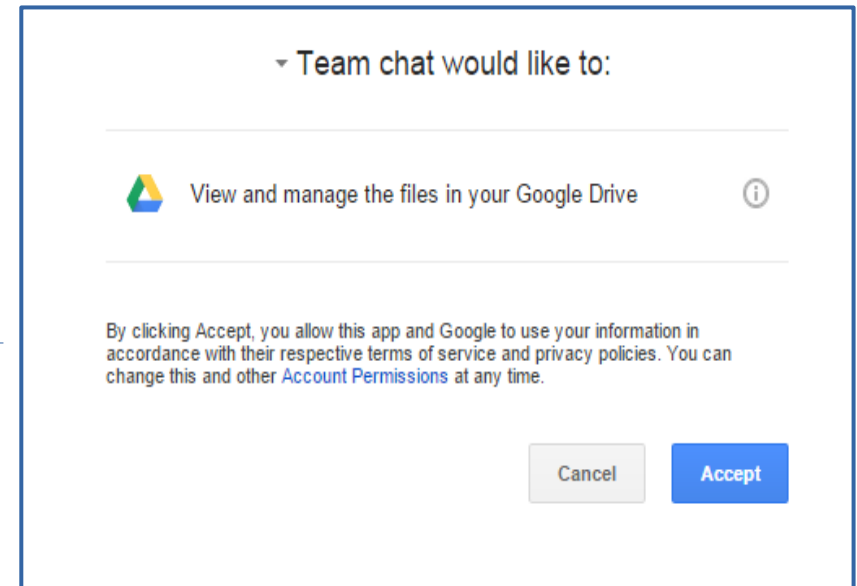 Team chat would like to:
View and manage the files in your Google Drive
By clicking Accept, you allow this app and Google to use your information in
accordance with their respective terms of service and privacy policies. You can
change this and other Account Permissions at any time.
Cancel
Accept